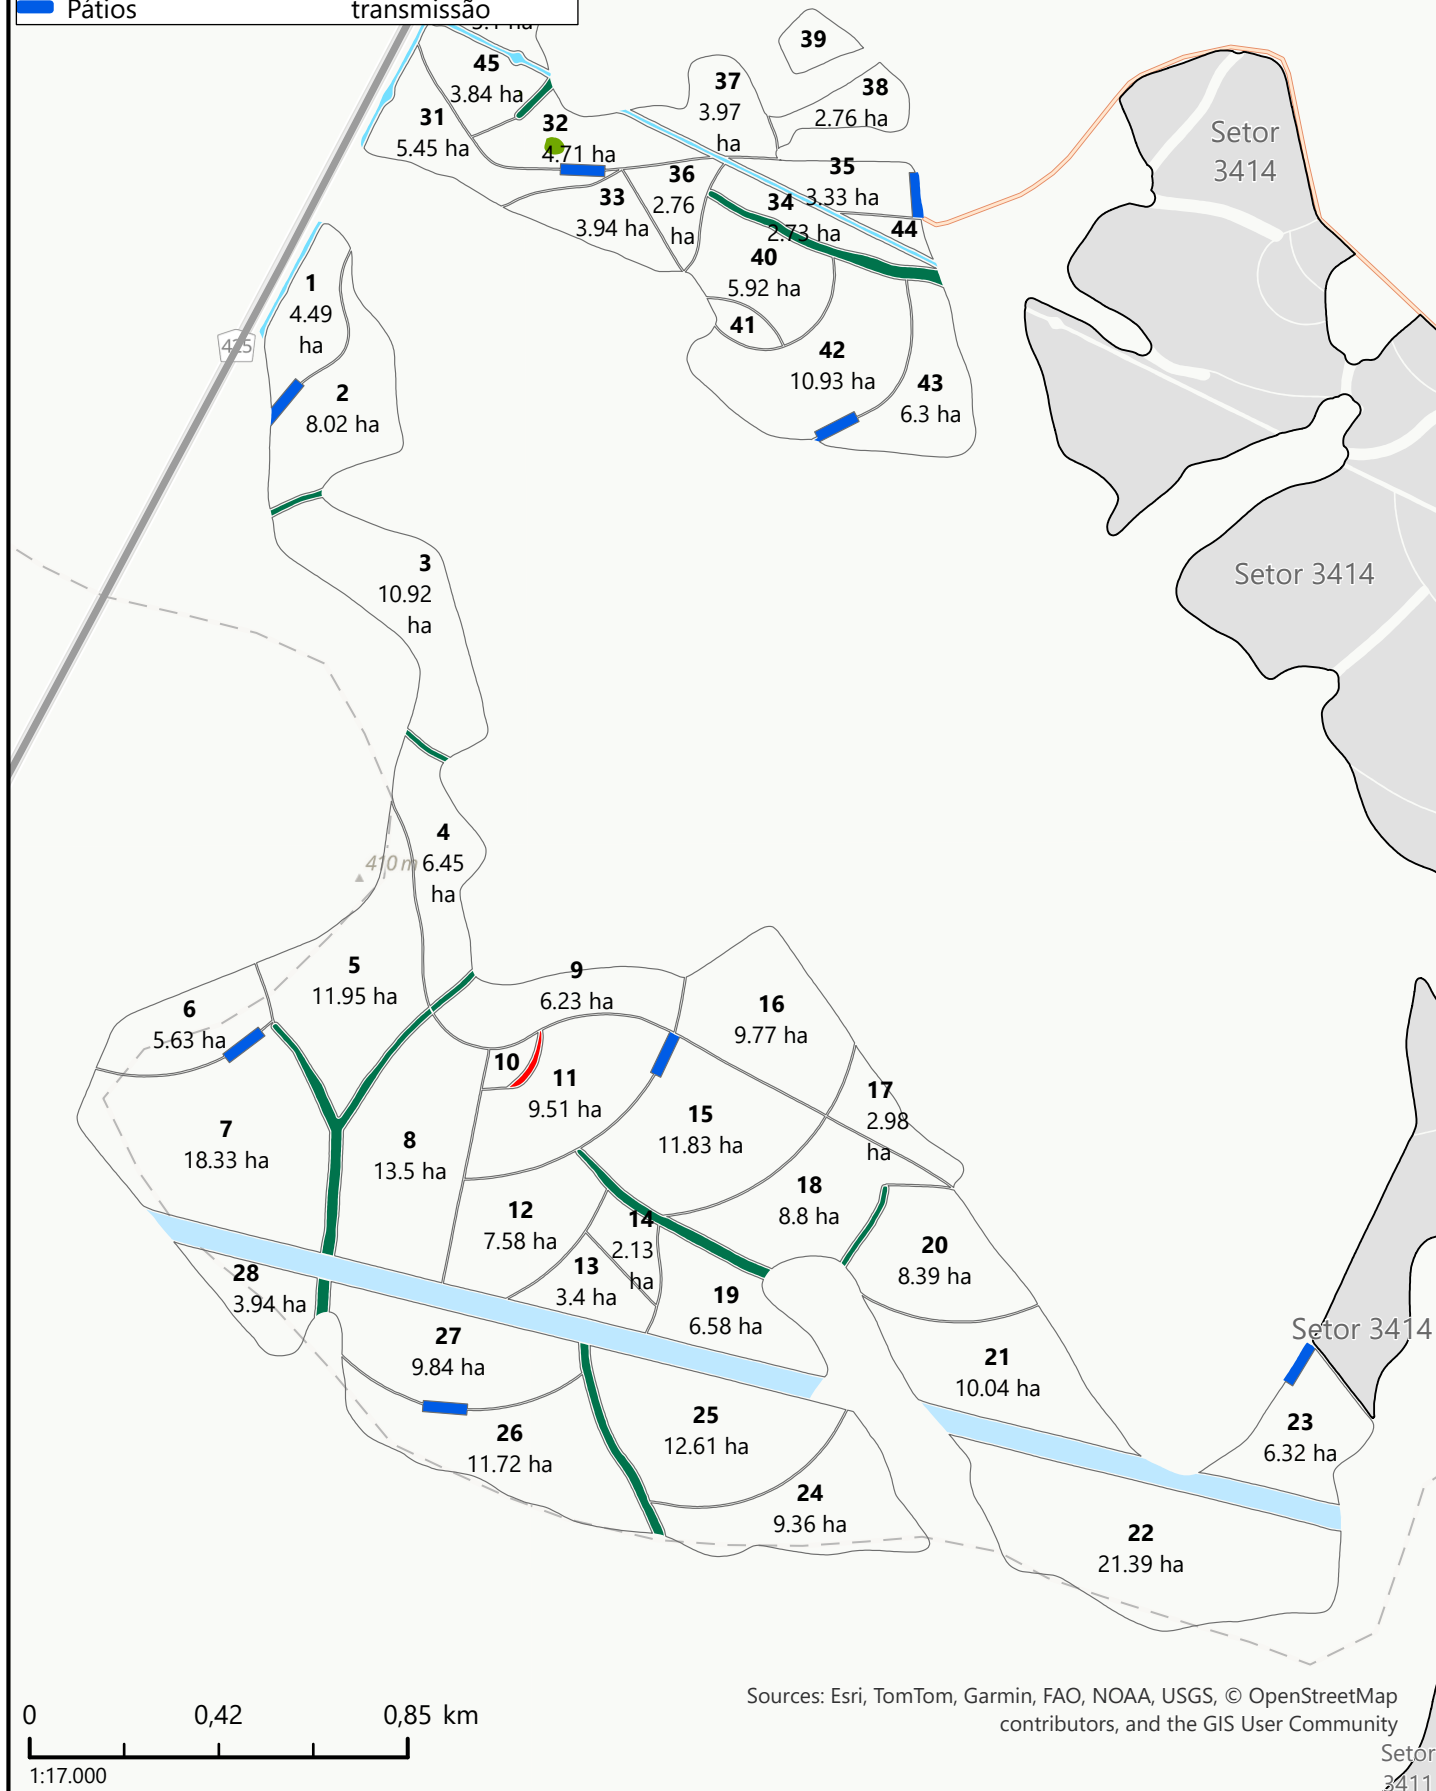 Pátios
transmissão
39
45
3.84 ha
37
3.97
ha
38
2.76 ha
31
5.45 ha
32
4.71 ha
Setor
3414
36
2.76
ha
35
3.33 ha
33
3.94 ha
34
2.73 ha
44
40
5.92 ha
1
4.49
ha
41
425
42
10.93 ha
2
8.02 ha
43
6.3 ha
3
10.92
ha
Setor 3414
4
6.45
ha
410 m
5
11.95 ha
9
6.23 ha
6
5.63 ha
16
9.77 ha
10
11
9.51 ha
17
2.98
ha
7
18.33 ha
8
13.5 ha
15
11.83 ha
18
8.8 ha
12
7.58 ha
14
2.13
ha
20
8.39 ha
28
3.94 ha
13
3.4 ha
19
6.58 ha
27
9.84 ha
Setor 3414
21
10.04 ha
25
12.61 ha
23
6.32 ha
26
11.72 ha
24
9.36 ha
22
21.39 ha
Sources: Esri, TomTom, Garmin, FAO, NOAA, USGS, © OpenStreetMap
contributors, and the GIS User Community
0 0,42 0,85 km
1:17.000
Setor
3411